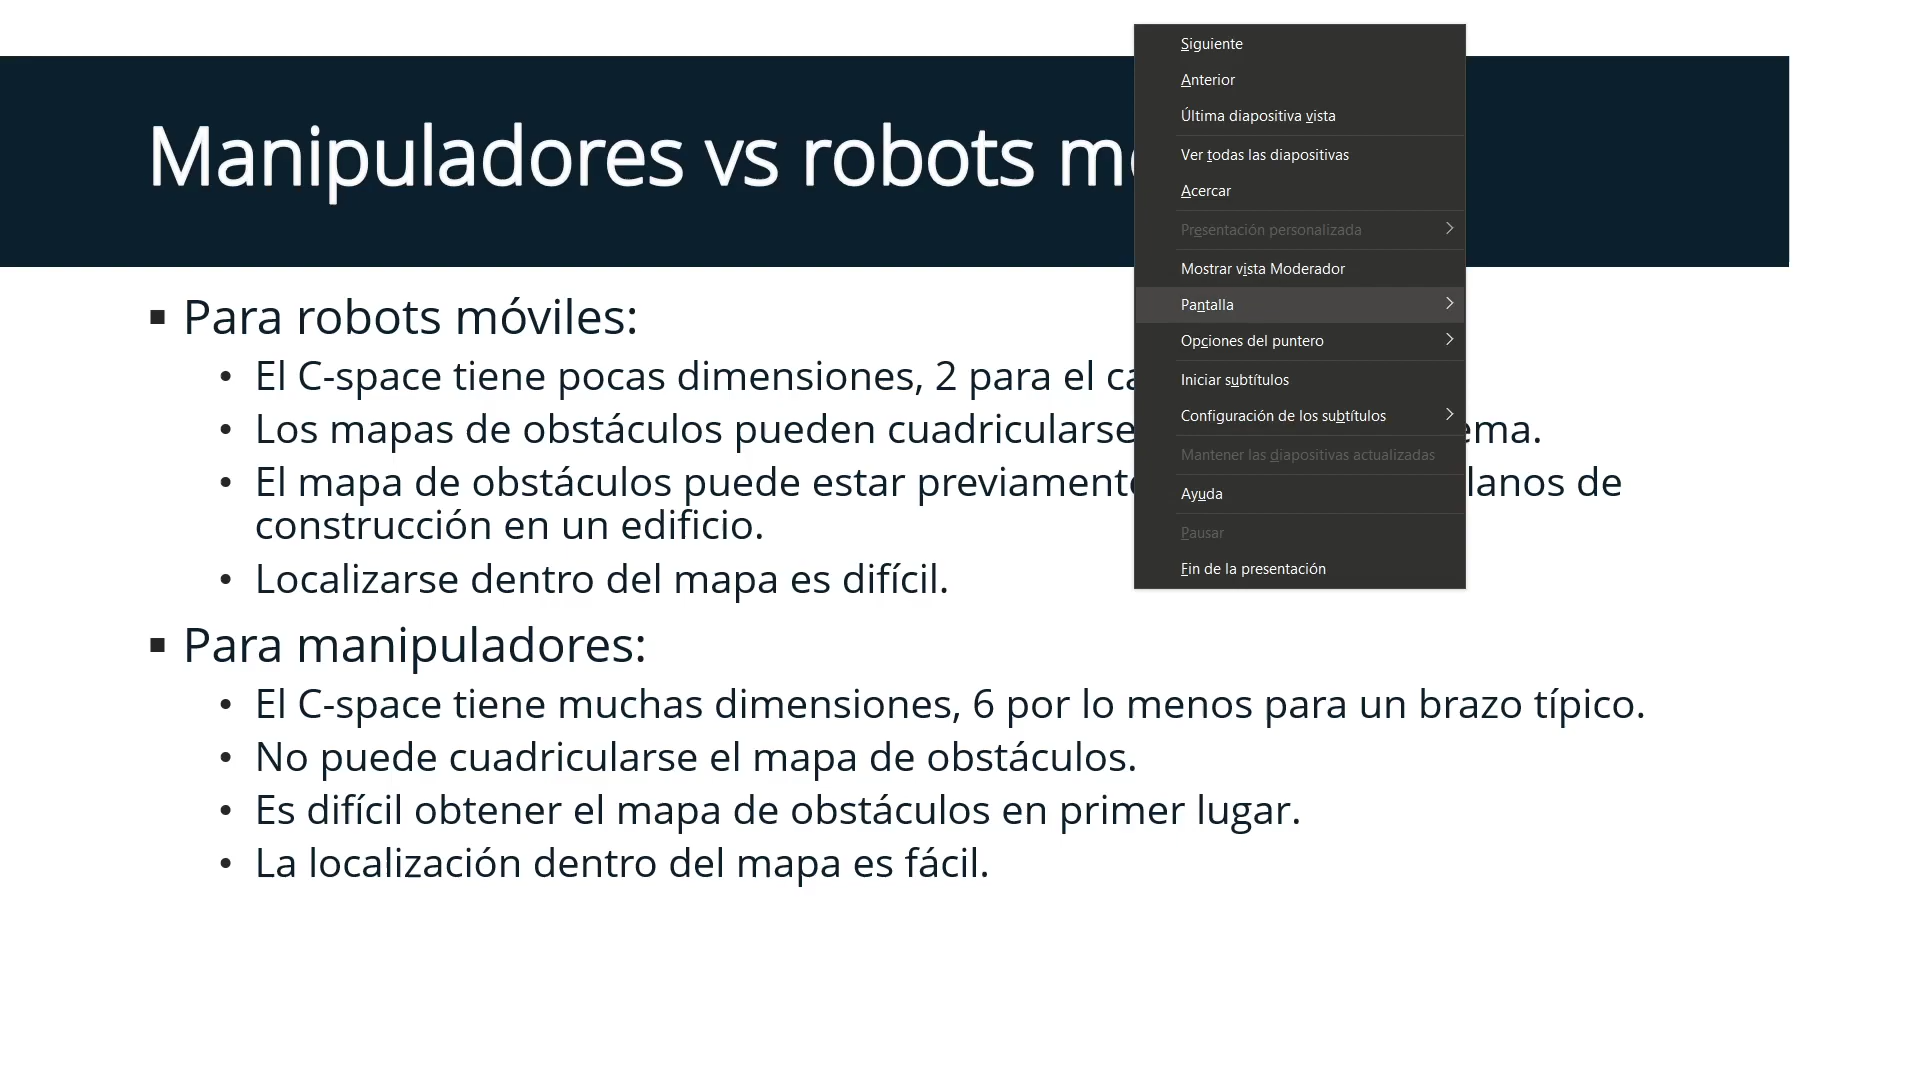 Manipuladores vs robots
Para robots móviles:
El C-space tiene pocas dimensiones, 2 para el
Los mapas de obstáculos pueden cuadricularse
El mapa de obstáculos puede estar previamente de
construcción en un edificio.
Localizarse dentro del mapa es difícil.
Para manipuladores:
El C-space tiene muchas dimensiones, 6 por lo menos para un brazo típico.
No puede cuadricularse el mapa de obstáculos.
Es difícil obtener el mapa de obstáculos en primer lugar.
La localización dentro del mapa es fácil.
Siguiente
Anterior
Última diapositiva vista
Ver todas las diapositivas
Acercar
Presentación personalizada
Mostrar vista Moderador
Pantalla
Opciones del puntero
Iniciar subtítulos
Configuración de los subtítulos
Mantener las diapositivas actualizadas
Ayuda
Pausar
Fin de la presentación